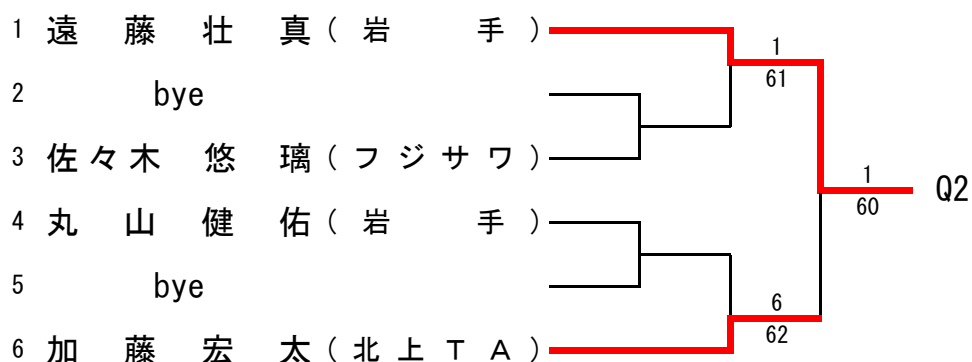 1 遠藤壮真(岩手)
1
61
2 bye
3 佐々木悠璃(フジサワ)
1
60
Q2
4 丸山健佑(岩手)
5 bye
6
62
6 加藤宏太(北上TA)